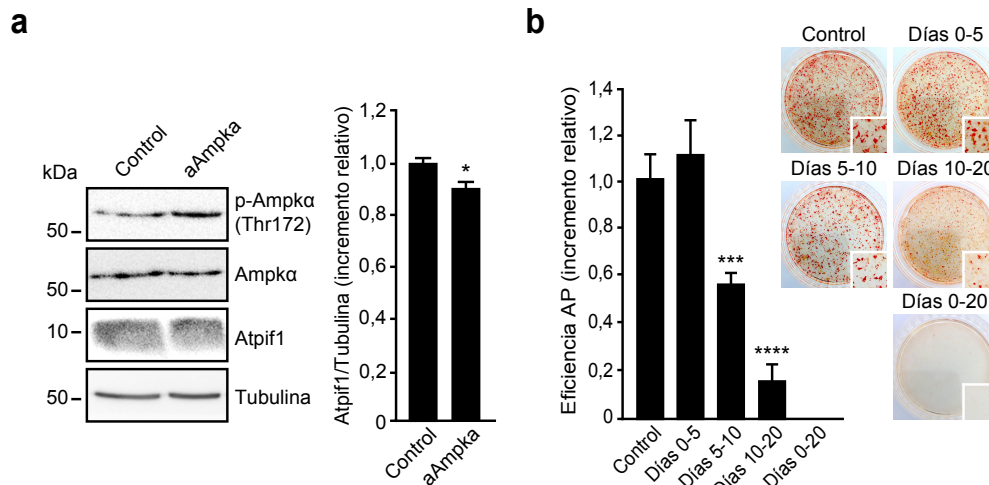 a
Control
aAmpka
kDa
50
p-Ampkα
(Thr172)
50
Ampkα
10
Atpif1
50
Tubulina
Atpif1/Tubulina (incremento relativo)
1,2
1,0
0,8
0,6
0,4
0,2
0
*
Control
aAmpka
b
Eficiencia AP (incremento relativo)
1,4
1,2
1,0
0,8
0,6
0,4
0,2
0
***
****
Control
Días 0-5
Días 5-10
Días 10-20
Días 0-20
Control
Días 0-5
Días 5-10
Días 10-20
Días 0-20